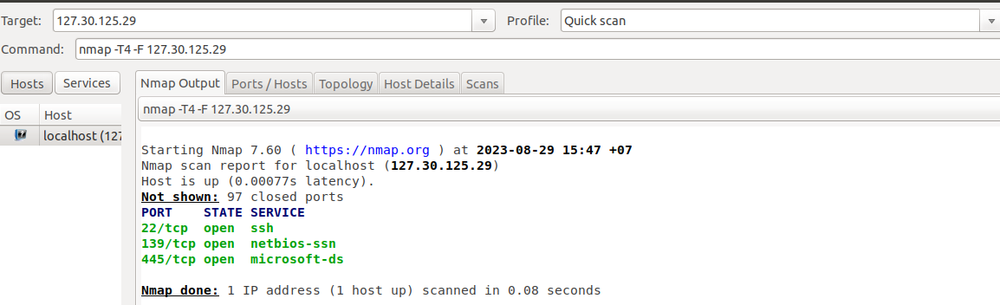 Target: 127.30.125.29 Profile: Quick scan
Command: nmap -T4 -F 127.30.125.29
Hosts Services Nmap Output Ports / Hosts Topology Host Details Scans
OS Host nmap -T4 -F 127.30.125.29
localhost (127
Starting Nmap 7.60 ( https://nmap.org ) at 2023-08-29 15:47 +07
Nmap scan report for localhost (127.30.125.29)
Host is up (0.00077s latency).
Not shown: 97 closed ports
PORT    STATE SERVICE
22/tcp  open  ssh
139/tcp open  netbios-ssn
445/tcp open  microsoft-ds
Nmap done: 1 IP address (1 host up) scanned in 0.08 seconds